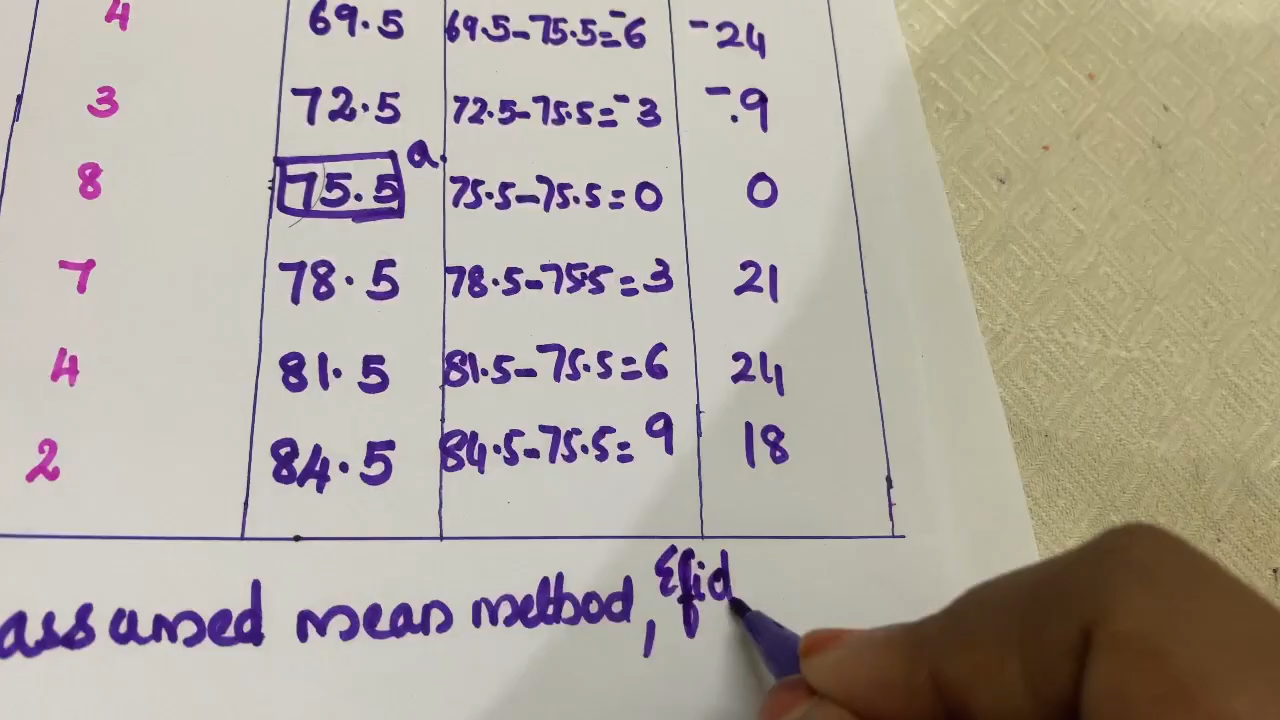 4 69.5 69.5-75.5=-6 -24
3 72.5 72.5-75.5=-3 -.9
8 75.5 a. 75.5-75.5=0 0
7 78.5 78.5-75.5=3 21
4 81.5 81.5-75.5=6 24
2 84.5 84.5-75.5=9 18
assumed mean method, Σfid